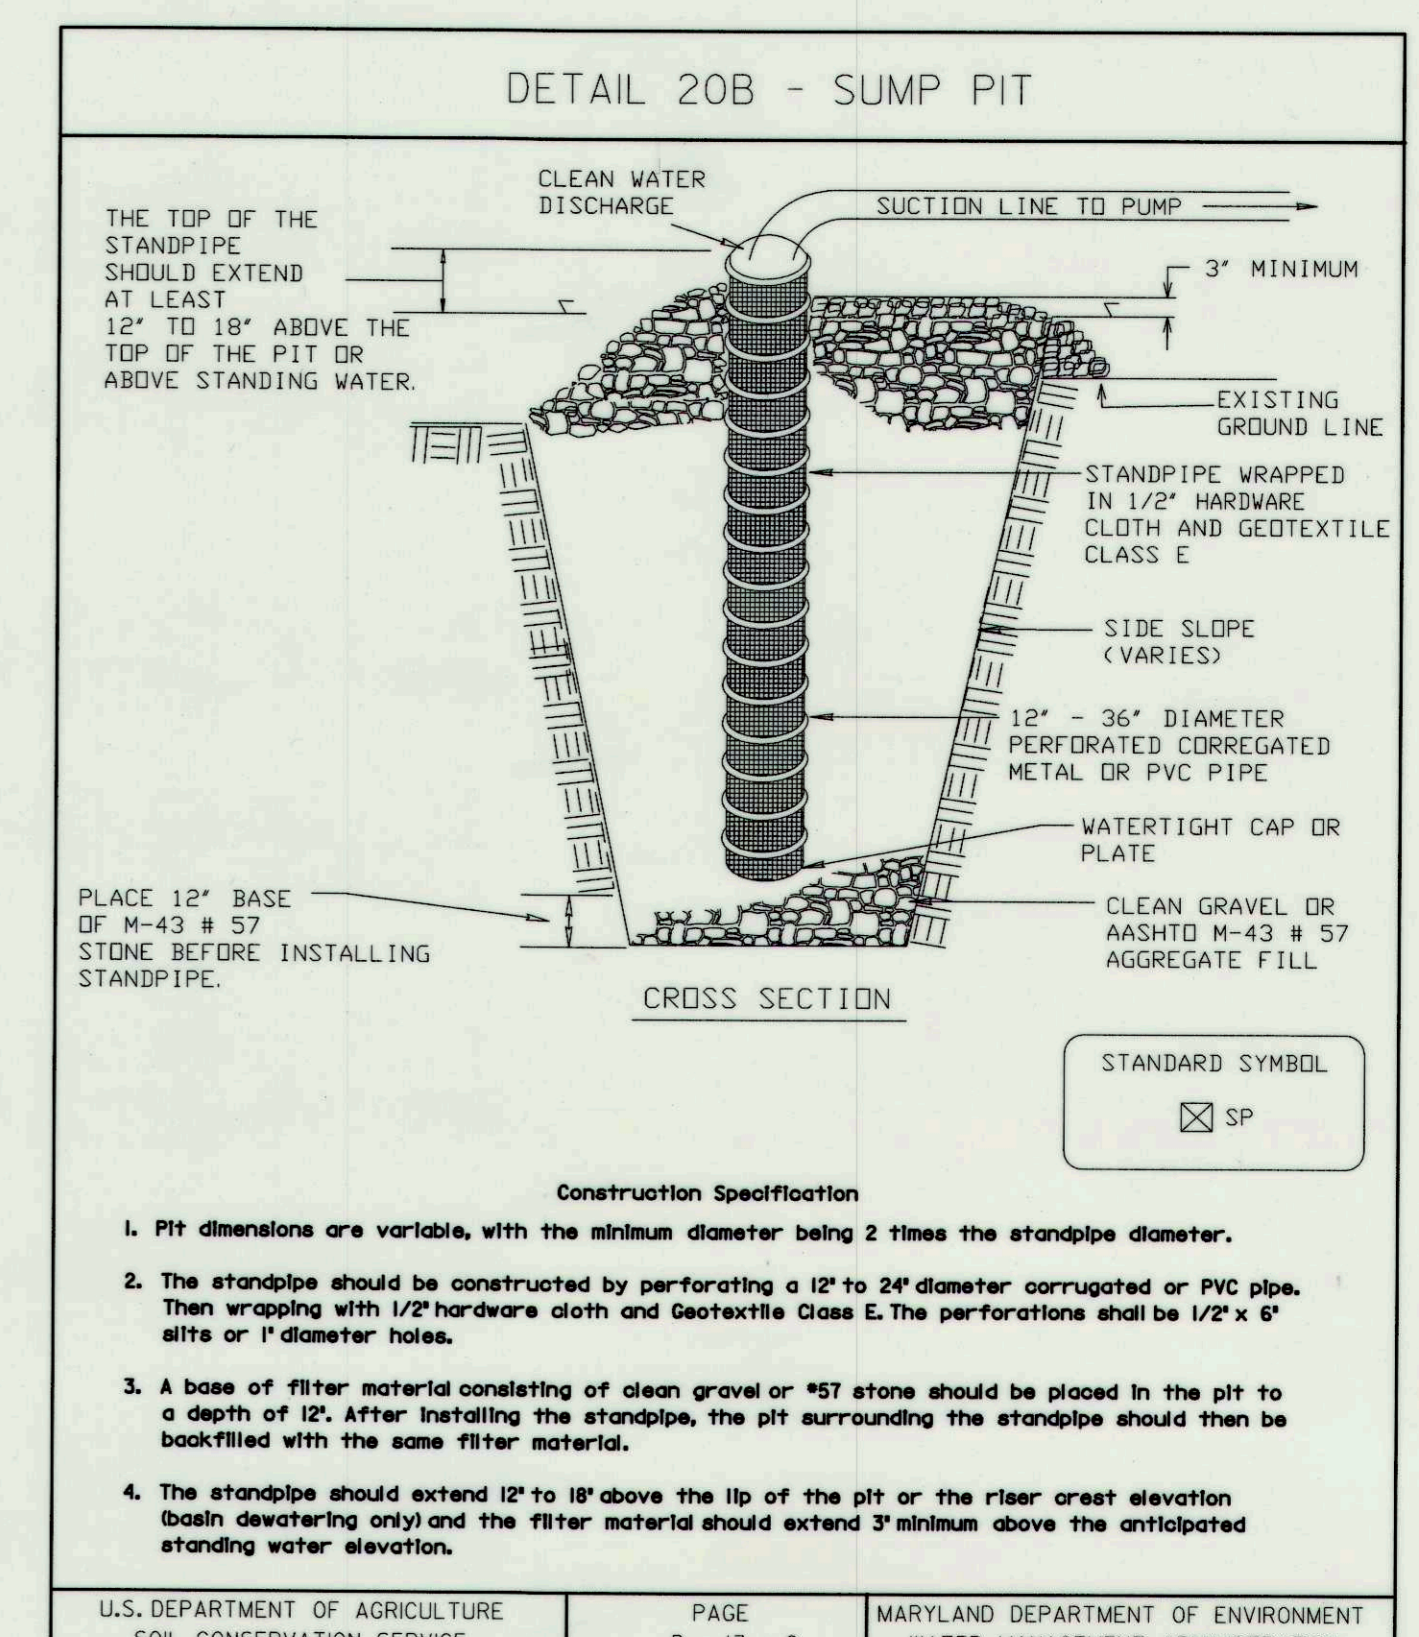 DETAIL 20B - SUMP PIT
CLEAN WATER
DISCHARGE
SUCTION LINE TO PUMP
THE TOP OF THE
STANDPIPE
SHOULD EXTEND
AT LEAST
12" TO 18" ABOVE THE
TOP OF THE PIT OR
ABOVE STANDING WATER.
3" MINIMUM
EXISTING
GROUND LINE
STANDPIPE WRAPPED
IN 1/2" HARDWARE
CLOTH AND GEOTEXTILE
CLASS E
SIDE SLOPE
(VARIES)
12" - 36" DIAMETER
PERFORATED CORREGATED
METAL OR PVC PIPE
WATERTIGHT CAP OR
PLATE
PLACE 12" BASE
OF M-43 # 57
STONE BEFORE INSTALLING
STANDPIPE.
CLEAN GRAVEL OR
AASHTO M-43 # 57
AGGREGATE FILL
CROSS SECTION
STANDARD SYMBOL
SP
Construction Specification
1. Pit dimensions are variable, with the minimum diameter being 2 times the standpipe diameter.
2. The standpipe should be constructed by perforating a 12" to 24" diameter corrugated or PVC pipe.
Then wrapping with 1/2" hardware cloth and Geotextile Class E. The perforations shall be 1/2" x 6"
slits or 1" diameter holes.
3. A base of filter material consisting of clean gravel or #57 stone should be placed in the pit to
a depth of 12". After installing the standpipe, the pit surrounding the standpipe should then be
backfilled with the same filter material.
4. The standpipe should extend 12" to 18" above the lip of the pit or the riser crest elevation
(basin dewatering only) and the filter material should extend 3" minimum above the anticipated
standing water elevation.
U.S. DEPARTMENT OF AGRICULTURE
SOIL CONSERVATION SERVICE
PAGE
MARYLAND DEPARTMENT OF ENVIRONMENT